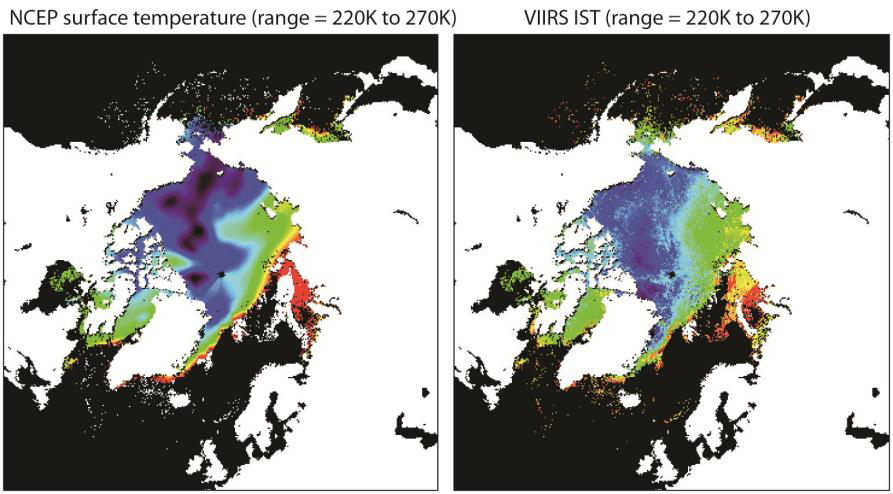 NCEP surface temperature (range = 220K to 270K)
VIIRS IST (range = 220K to 270K)